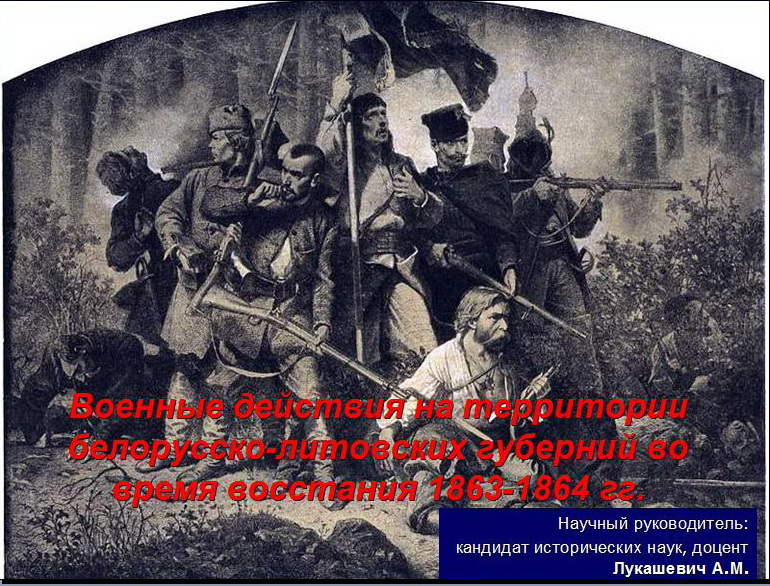 Военные действия на территории
белорусско-литовских губерний во
время восстания 1863-1864 гг.
Научный руководитель:
кандидат исторических наук, доцент
Лукашевич А.М.